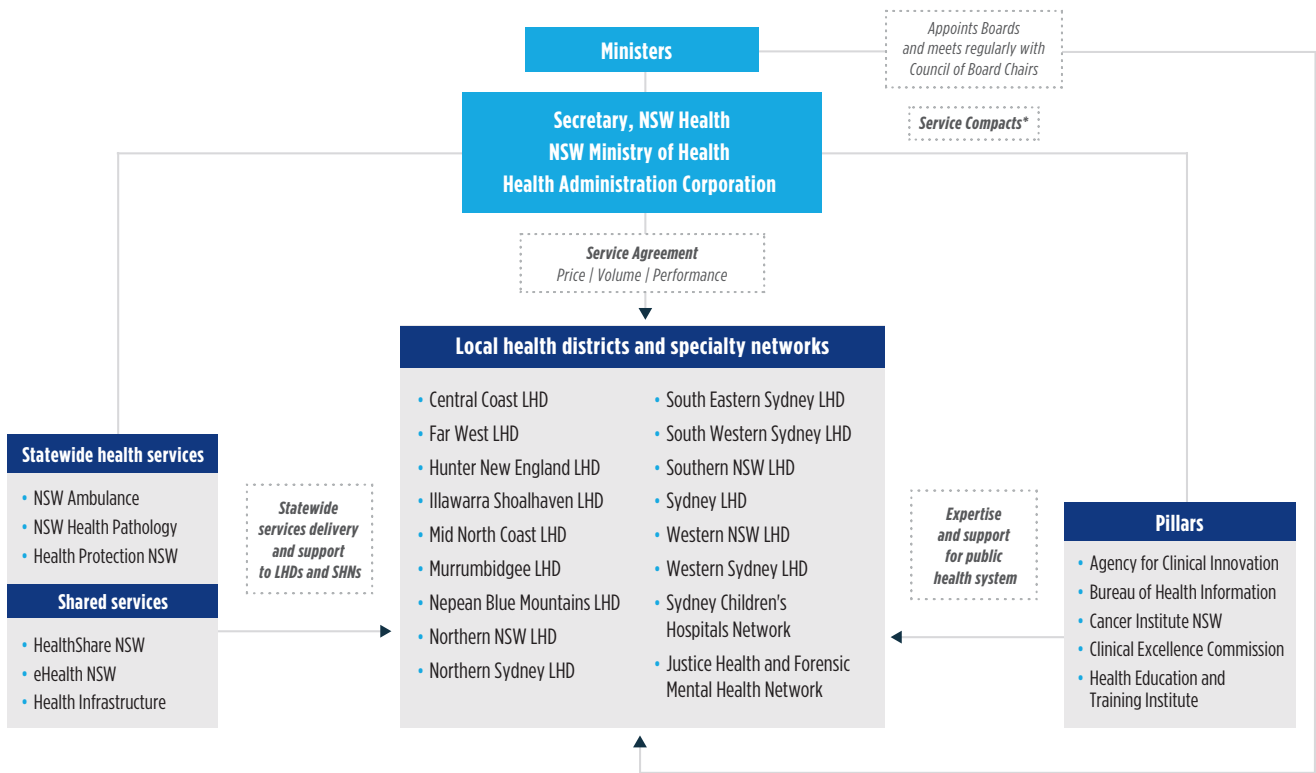 Ministers
Appoints Boards
and meets regularly with
Council of Board Chairs
Secretary, NSW Health
NSW Ministry of Health
Health Administration Corporation
Service Compacts*
Service Agreement
Price | Volume | Performance
Local health districts and specialty networks
• Central Coast LHD
• Far West LHD
• Hunter New England LHD
• Illawarra Shoalhaven LHD
• Mid North Coast LHD
• Murrumbidgee LHD
• Nepean Blue Mountains LHD
• Northern NSW LHD
• Northern Sydney LHD
• South Eastern Sydney LHD
• South Western Sydney LHD
• Southern NSW LHD
• Sydney LHD
• Western NSW LHD
• Western Sydney LHD
• Sydney Children's
Hospitals Network
• Justice Health and Forensic
Mental Health Network
Statewide health services
• NSW Ambulance
• NSW Health Pathology
• Health Protection NSW
Shared services
• HealthShare NSW
• eHealth NSW
• Health Infrastructure
Statewide
services delivery
and support
to LHDs and SHNs
Expertise
and support
for public
health system
Pillars
• Agency for Clinical Innovation
• Bureau of Health Information
• Cancer Institute NSW
• Clinical Excellence Commission
• Health Education and
Training Institute